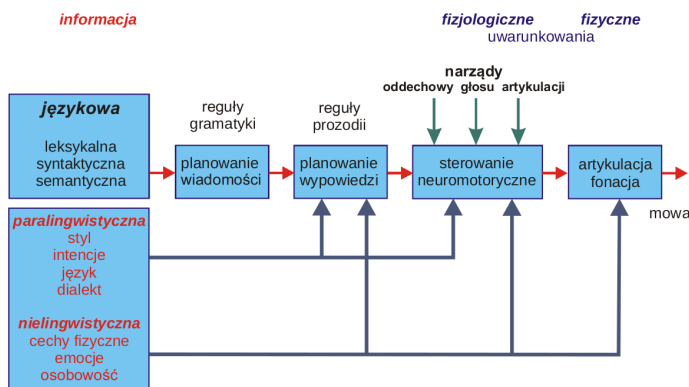 informacja
fizjologiczne fizyczne
uwarunkowania
narządy
oddechowy głosu artykulacji
językowa
leksykalna
syntaktyczna
semantyczna
reguły
gramatyki
reguły
prozodii
planowanie
wiadomości
planowanie
wypowiedzi
sterowanie
neuromotoryczne
artykulacja
fonacja
mowa
paralingwistyczna
styl
intencje
język
dialekt
nielingwistyczna
cechy fizyczne
emocje
osobowość